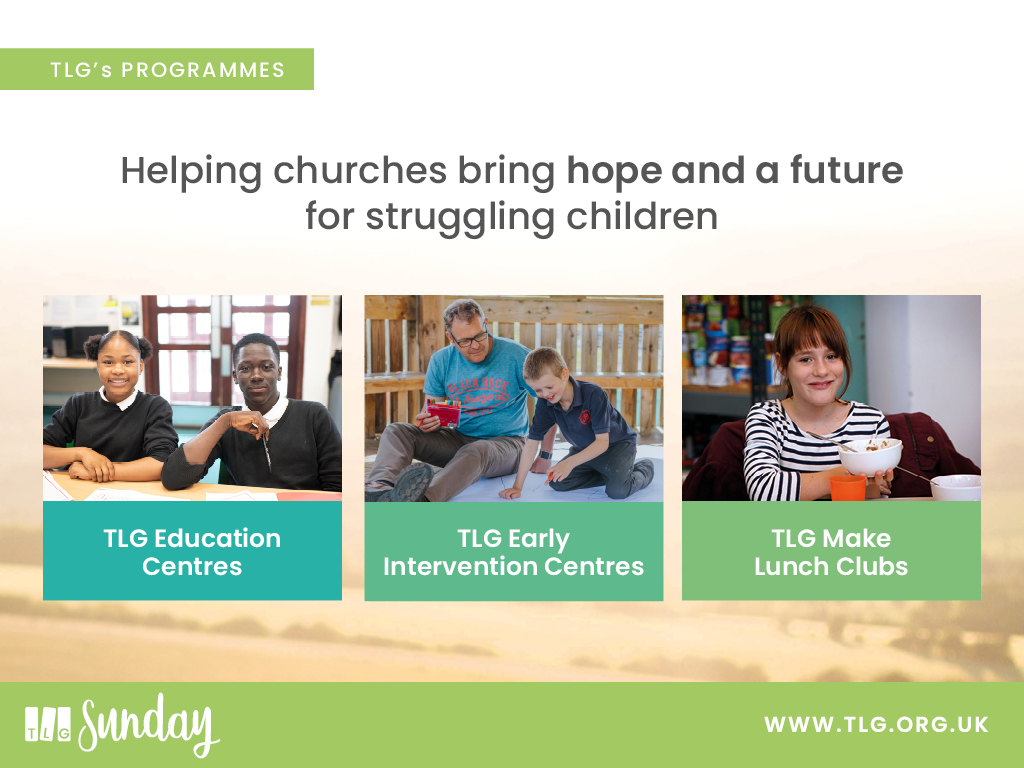 TLG's PROGRAMMES
Helping churches bring hope and a future
for struggling children
TLG Education
Centres
TLG Early
Intervention Centres
TLG Make
Lunch Clubs
TLG Sunday
WWW.TLG.ORG.UK